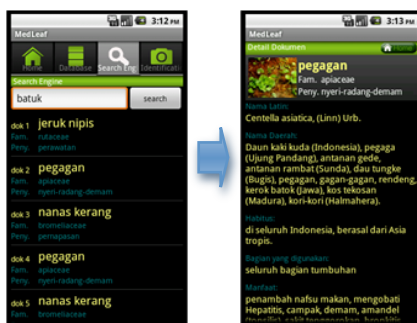 3:12 PM
MedLeaf
Home
Database
Search Eng
Identificati
Search Engine
batuk
search
dok 1 jeruk nipis
Fam. rutaceae
Peny. perawatan
dok 2 pegagan
Fam. apiaceae
Peny. nyeri-radang-demam
dok 3 nanas kerang
Fam. bromeliaceae
Peny. pernapasan
dok 4 pegagan
Fam. apiaceae
Peny. nyeri-radang-demam
dok 5 nanas kerang
Fam. bromeliaceae
3:13 PM
MedLeaf
Detail Dokumen
Home
pegagan
Fam. apiaceae
Peny. nyeri-radang-demam
Nama Latin:
Centella asiatica, (Linn) Urb.
Nama Daerah:
Daun kaki kuda (Indonesia), pegaga
(Ujung Pandang), antanan gede,
antanan rambat (Sunda), dau tungke
(Bugis), pegagan, gagan-gagan, rendeng,
kerok batok (Jawa), kos tekosan
(Madura), kori-kori (Halmahera).
Habitus:
di seluruh Indonesia, berasal dari Asia
tropis.
Bagian yang digunakan:
seluruh bagian tumbuhan
Manfaat:
penambah nafsu makan, mengobati
Hepatitis, campak, demam, amandel